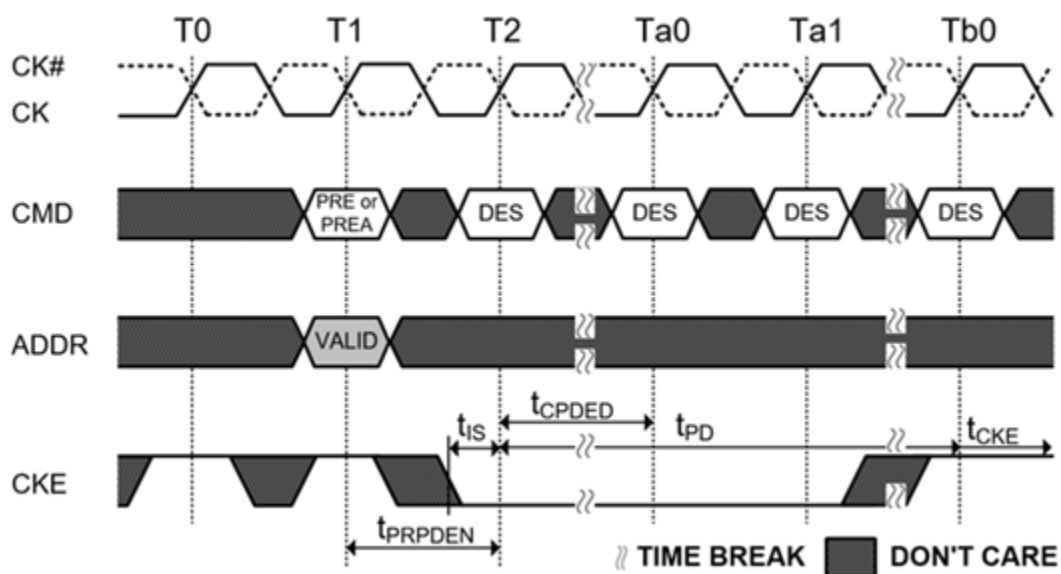 T0 T1 T2 Ta0 Ta1 Tb0
CK#
CK
CMD
PRE or
PREA
DES
DES
DES
DES
ADDR
VALID
tCPDED
tIS
tPD
tCKE
CKE
tPRPDEN
TIME BREAK
DON'T CARE